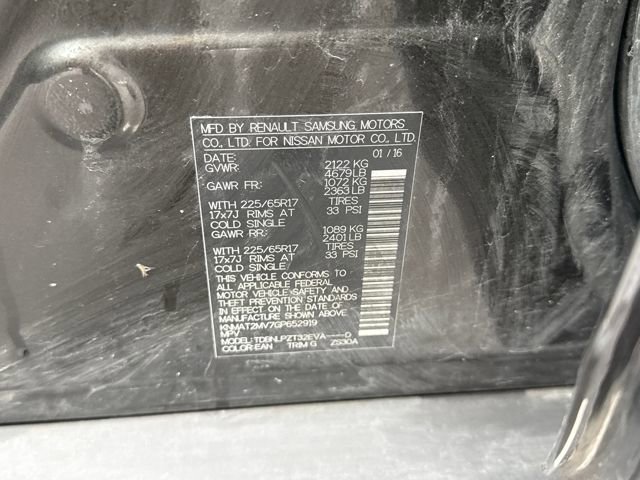 MFD BY RENAULT SAMSUNG MOTORS
CO., LTD. FOR NISSAN MOTOR CO., LTD.
DATE: 01 / 16
GVWR: 2122 KG
4679 LB
GAWR FR: 1072 KG
2363 LB
WITH 225/65R17 TIRES
17x7J RIMS AT 33 PSI
COLD SINGLE
GAWR RR: 1089 KG
2401 LB
WITH 225/65R17 TIRES
17x7J RIMS AT 33 PSI
COLD SINGLE
THIS VEHICLE CONFORMS TO
ALL APPLICABLE FEDERAL
MOTOR VEHICLE SAFETY AND
THEFT PREVENTION STANDARDS
IN EFFECT ON THE DATE OF
MANUFACTURE SHOWN ABOVE.
KNMAT2MV7GP652919
MPV
MODEL: TDBNLPZT32EVA----D
COLOR:EAN TRIM:G ZS30A